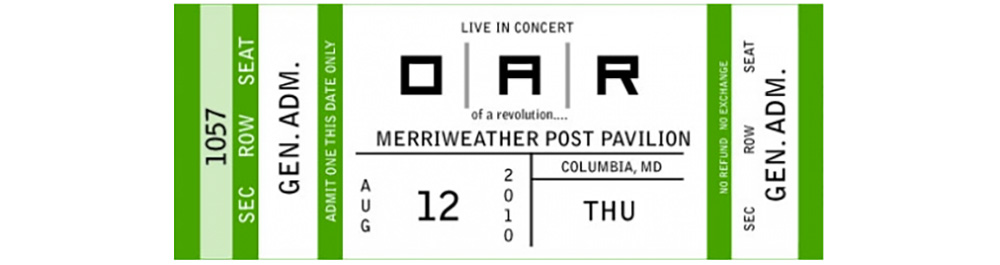 1057
SEC ROW SEAT
GEN. ADM.
ADMIT ONE THIS DATE ONLY
LIVE IN CONCERT
O|A|R
of a revolution....
MERRIWEATHER POST PAVILION
AUG
12
2010
COLUMBIA, MD
THU
NO REFUND NO EXCHANGE
SEC ROW SEAT
GEN. ADM.